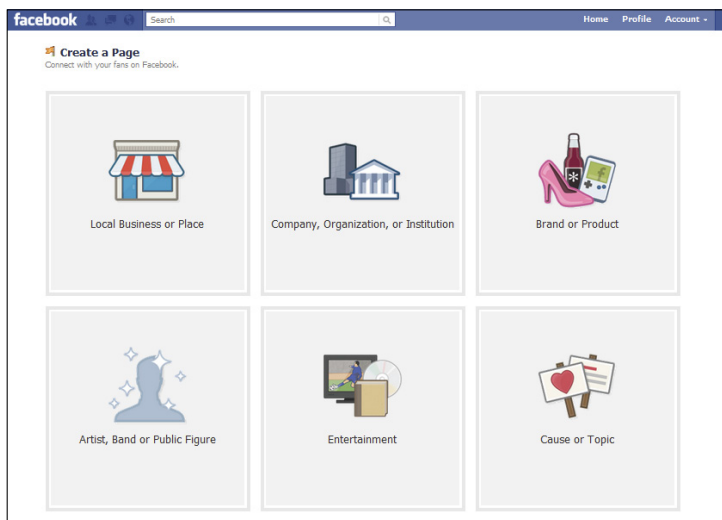 facebook Search Home Profile Account
Create a Page
Connect with your fans on Facebook.
Local Business or Place Company, Organization, or Institution Brand or Product
Artist, Band or Public Figure Entertainment Cause or Topic